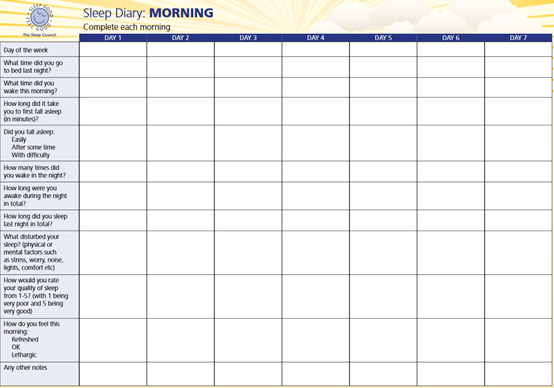 SLEEP GOOD
FEEL GOOD
The Sleep Council
Sleep Diary: MORNING
Complete each morning
DAY 1 DAY 2 DAY 3 DAY 4 DAY 5 DAY 6 DAY 7
Day of the week
What time did you go
to bed last night?
What time did you
wake this morning?
How long did it take
you to first fall asleep
(in minutes)?
Did you fall asleep:
Easily
After some time
With difficulty
How many times did
you wake in the night?
How long were you
awake during the night
in total?
How long did you sleep
last night in total?
What disturbed your
sleep? (physical or
mental factors such
as stress, worry, noise,
lights, comfort etc)
How would you rate
your quality of sleep
from 1-5? (with 1 being
very poor and 5 being
very good)
How do you feel this
morning:
Refreshed
OK
Lethargic
Any other notes